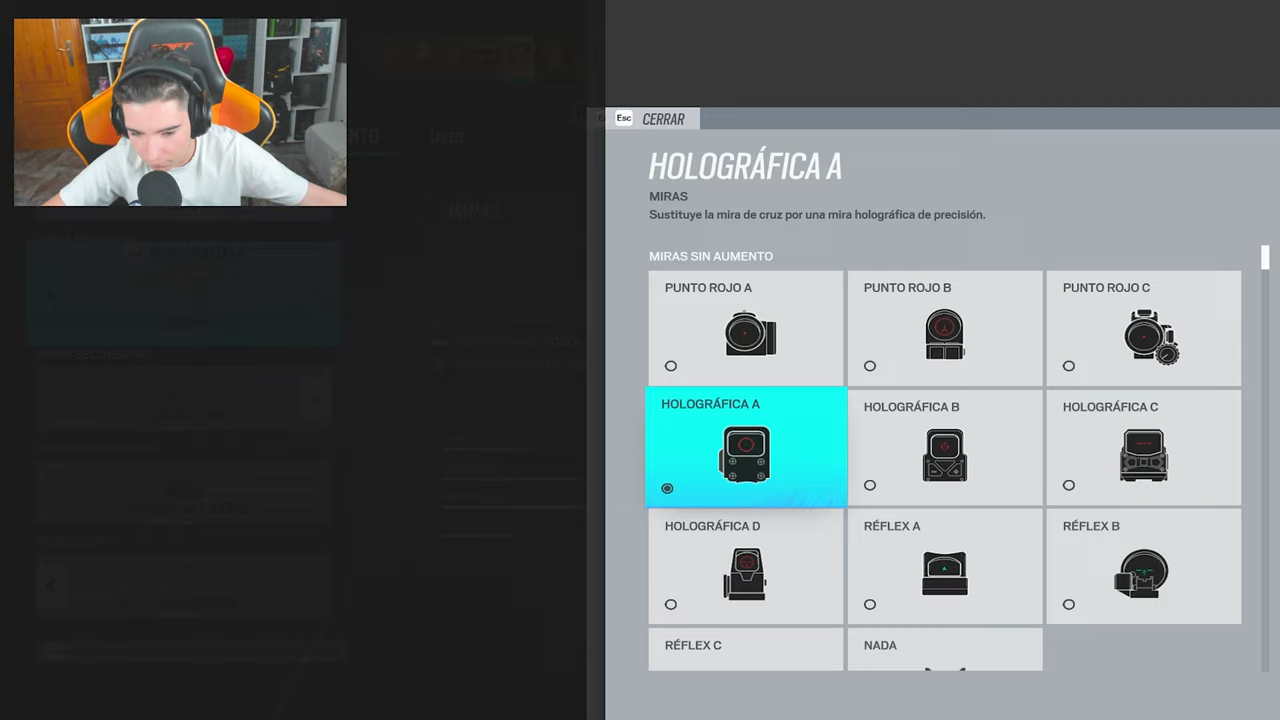 Esc CERRAR
HOLOGRÁFICA A
MIRAS
Sustituye la mira de cruz por una mira holográfica de precisión.
MIRAS SIN AUMENTO
PUNTO ROJO A
PUNTO ROJO B
PUNTO ROJO C
HOLOGRÁFICA A
HOLOGRÁFICA B
HOLOGRÁFICA C
HOLOGRÁFICA D
RÉFLEX A
RÉFLEX B
RÉFLEX C
NADA